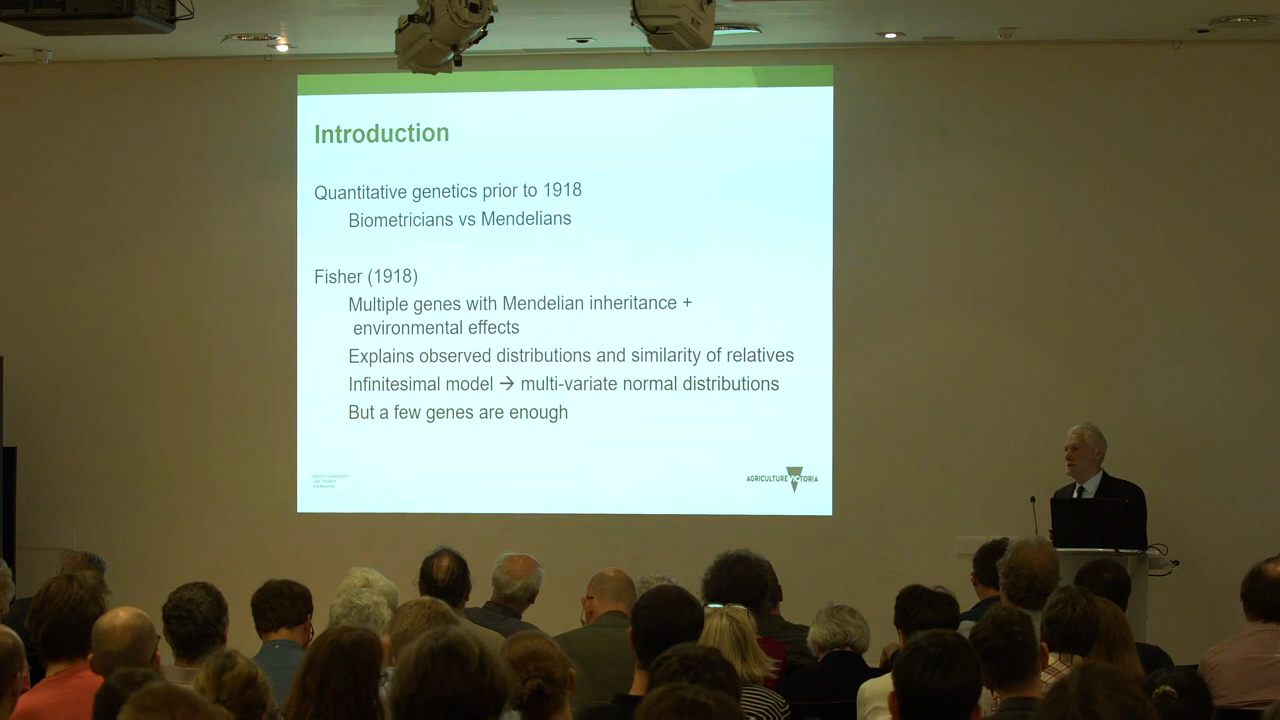 Introduction
Quantitative genetics prior to 1918
Biometricians vs Mendelians
Fisher (1918)
Multiple genes with Mendelian inheritance +
environmental effects
Explains observed distributions and similarity of relatives
Infinitesimal model → multi-variate normal distributions
But a few genes are enough
AGRICULTURE VICTORIA